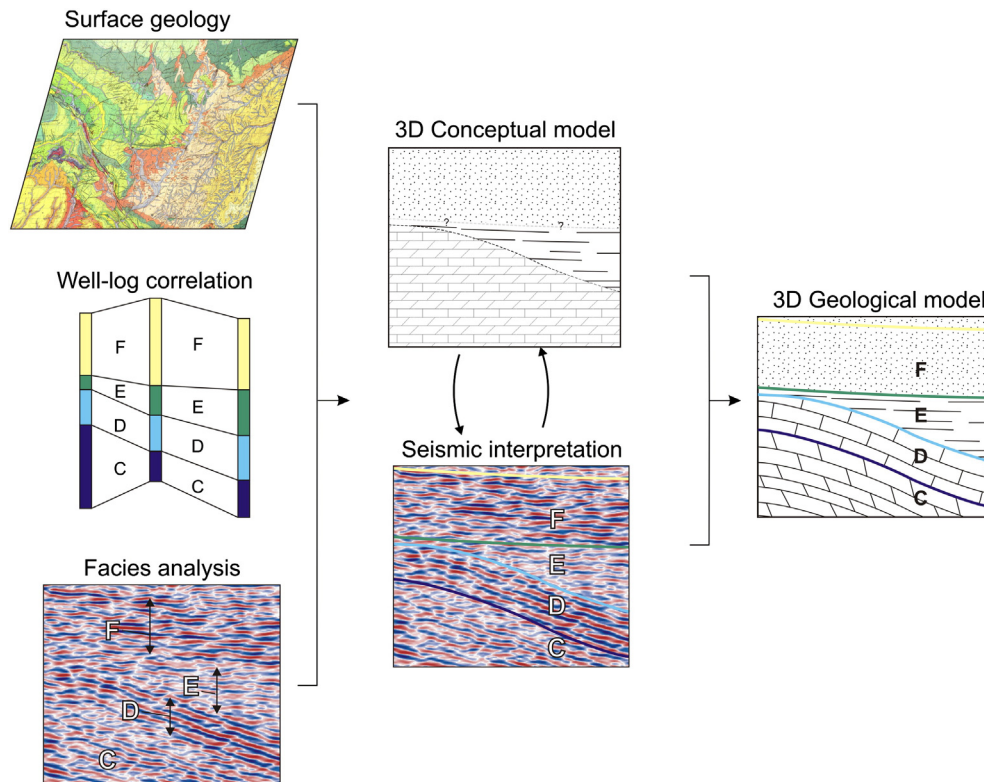 Surface geology
Well-log correlation
F
F
E
E
D
D
C
C
Facies analysis
F
E
D
C
3D Conceptual model
?
?
Seismic interpretation
F
E
D
C
3D Geological model
F
E
D
C